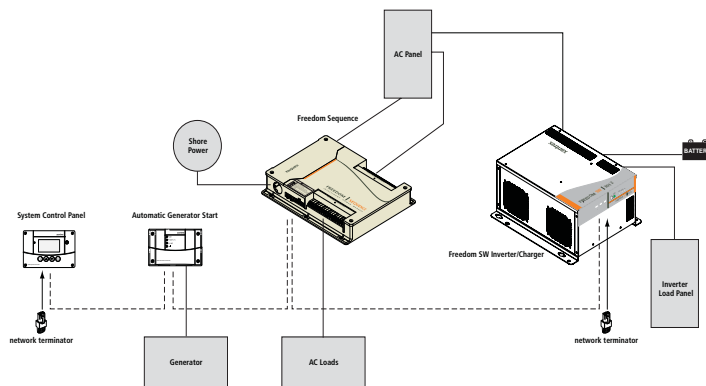 AC Panel
Freedom Sequence
Shore
Power
BATTER
System Control Panel
Automatic Generator Start
Freedom SW Inverter/Charger
Inverter
Load Panel
network terminator
network terminator
Generator
AC Loads